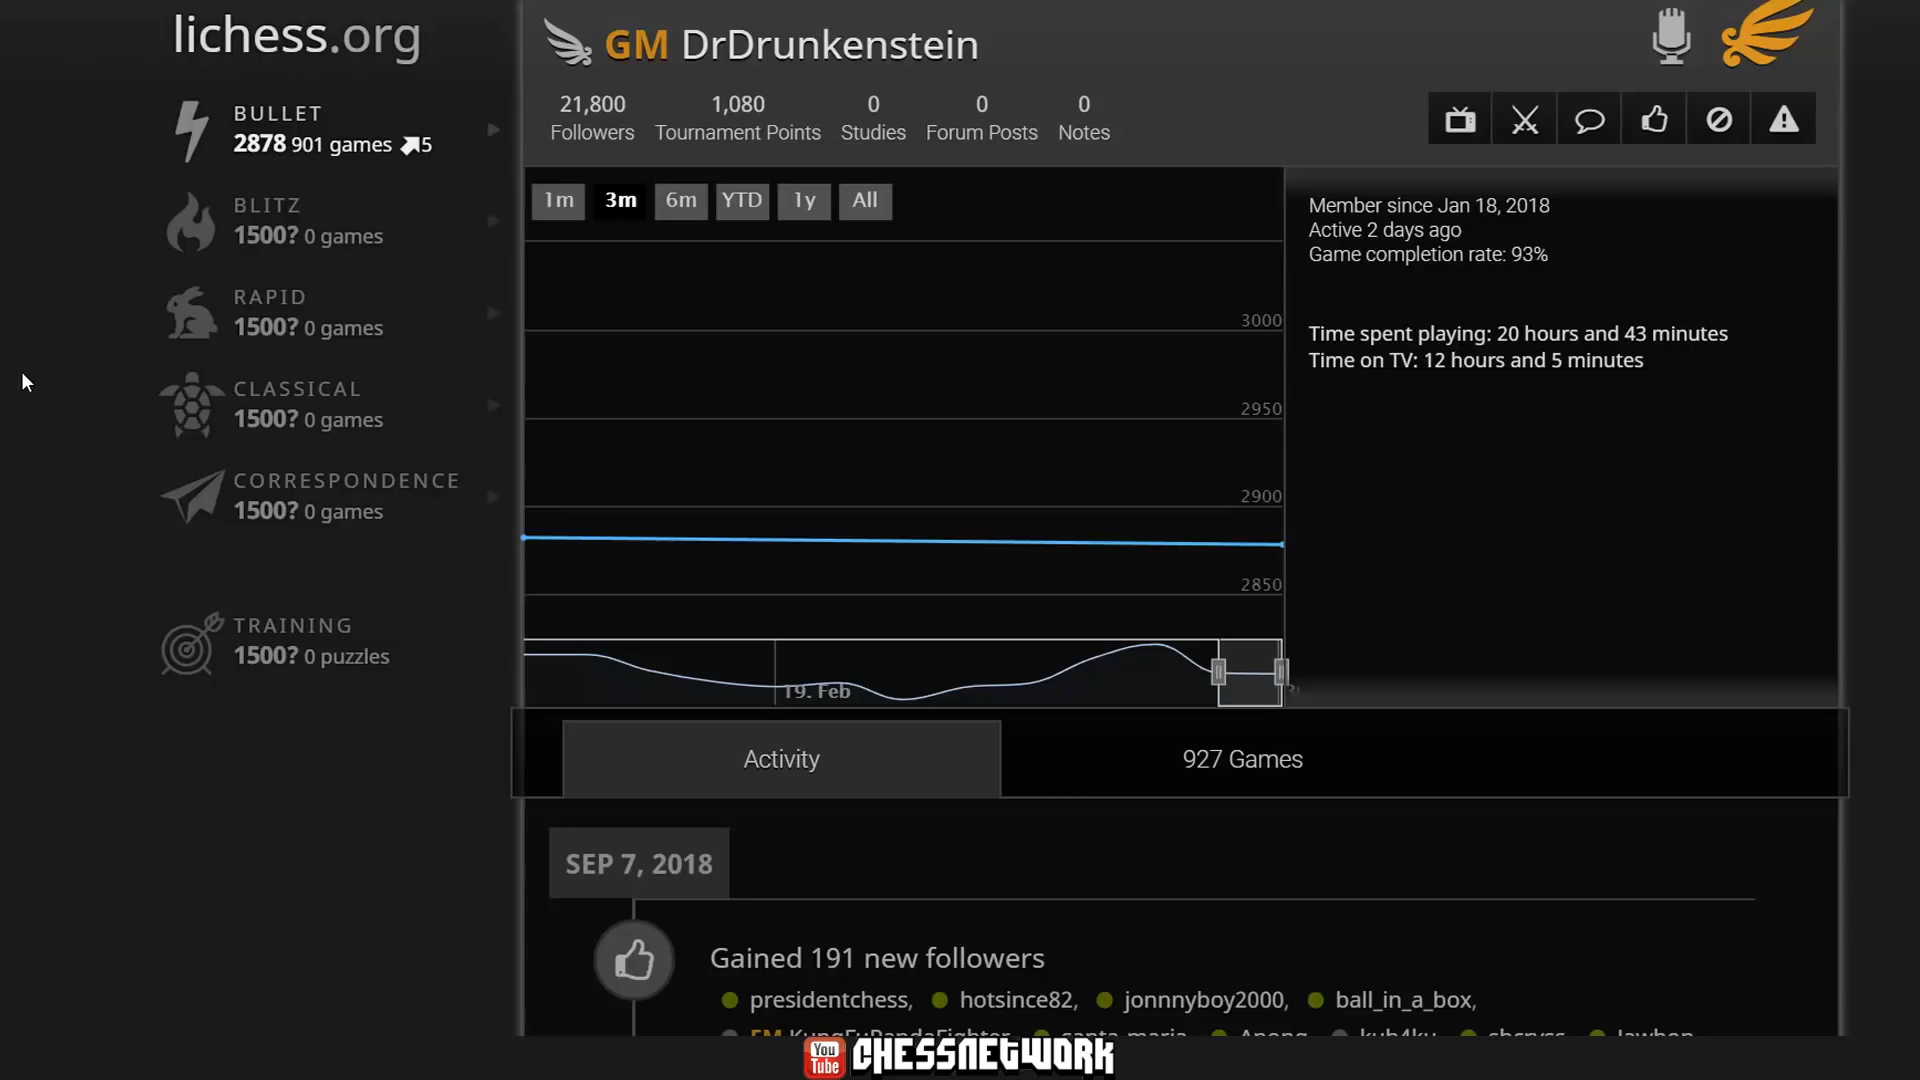 lichess.org
GM DrDrunkenstein
21,800 1,080 0 0 0
Followers Tournament Points Studies Forum Posts Notes
BULLET
2878 901 games 5
BLITZ
1500? 0 games
RAPID
1500? 0 games
CLASSICAL
1500? 0 games
CORRESPONDENCE
1500? 0 games
TRAINING
1500? 0 puzzles
1m 3m 6m YTD 1y All
3000
2950
2900
2850
19. Feb
Member since Jan 18, 2018
Active 2 days ago
Game completion rate: 93%
Time spent playing: 20 hours and 43 minutes
Time on TV: 12 hours and 5 minutes
Activity 927 Games
SEP 7, 2018
Gained 191 new followers
presidentchess, hotsince82, jonnnyboy2000, ball_in_a_box,
FM KungFuPandaFighter,
You Tube CHESSNETWORK